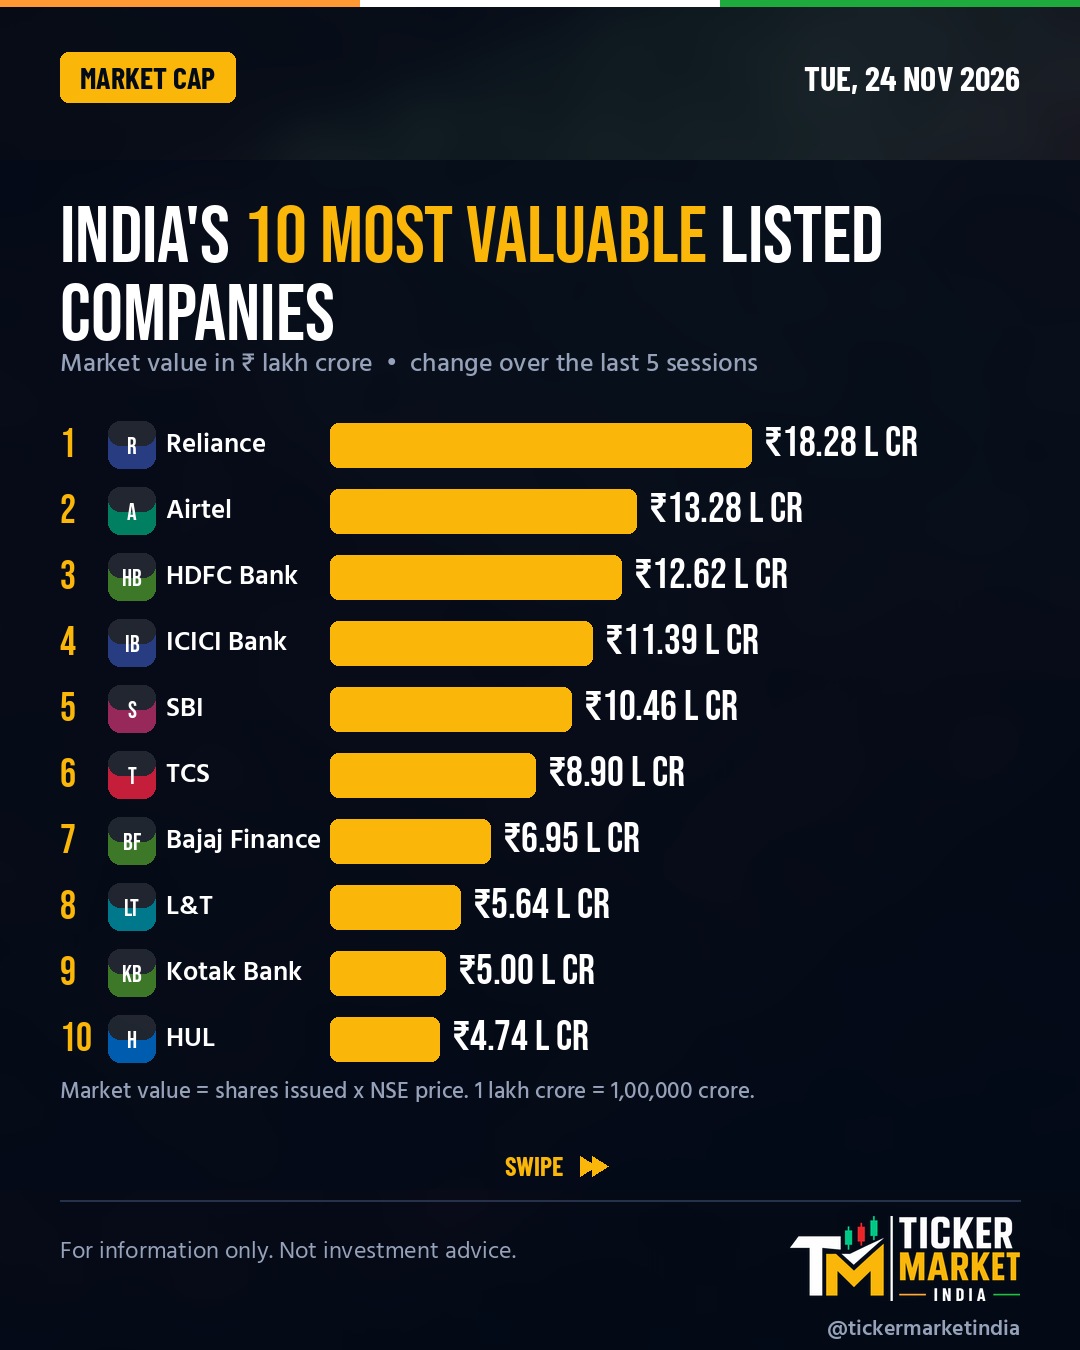 MARKET CAP
TUE, 24 NOV 2026
INDIA'S 10 MOST VALUABLE LISTED
COMPANIES
Market value in ₹ lakh crore • change over the last 5 sessions
1 R Reliance ₹18.28 L CR
2 A Airtel ₹13.28 L CR
3 HB HDFC Bank ₹12.62 L CR
4 IB ICICI Bank ₹11.39 L CR
5 S SBI ₹10.46 L CR
6 T TCS ₹8.90 L CR
7 BF Bajaj Finance ₹6.95 L CR
8 LT L&T ₹5.64 L CR
9 KB Kotak Bank ₹5.00 L CR
10 H HUL ₹4.74 L CR
Market value = shares issued x NSE price. 1 lakh crore = 1,00,000 crore.
SWIPE
For information only. Not investment advice.
TM TICKER
MARKET
INDIA
@tickermarketindia